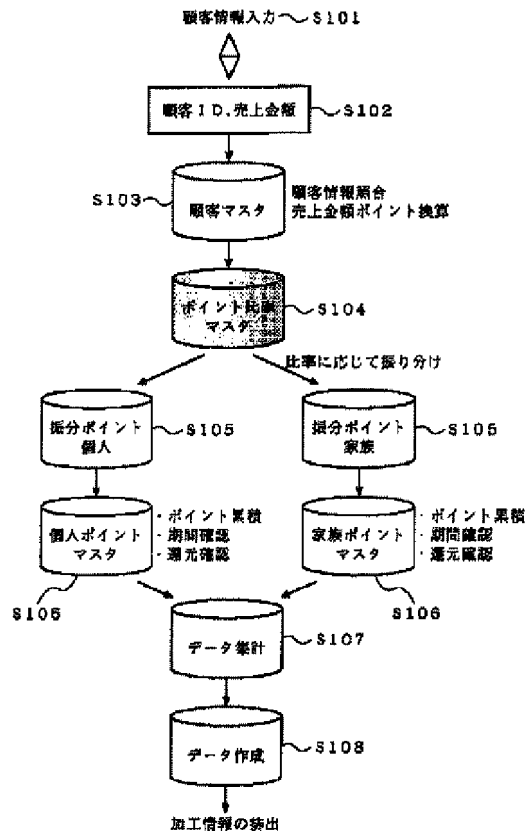 顧客情報入力 S101
顧客ID、売上金額 S102
S103 顧客マスタ
顧客情報照合
売上金額ポイント換算
ポイント比率
マスタ
S104
比率に応じて振り分け
振分ポイント
個人
S105
振分ポイント
家族
S105
個人ポイント
マスタ
・ポイント累積
・期間確認
・還元確認
S106
家族ポイント
マスタ
・ポイント累積
・期間確認
・還元確認
S106
データ集計 S107
データ作成 S108
加工情報の抽出